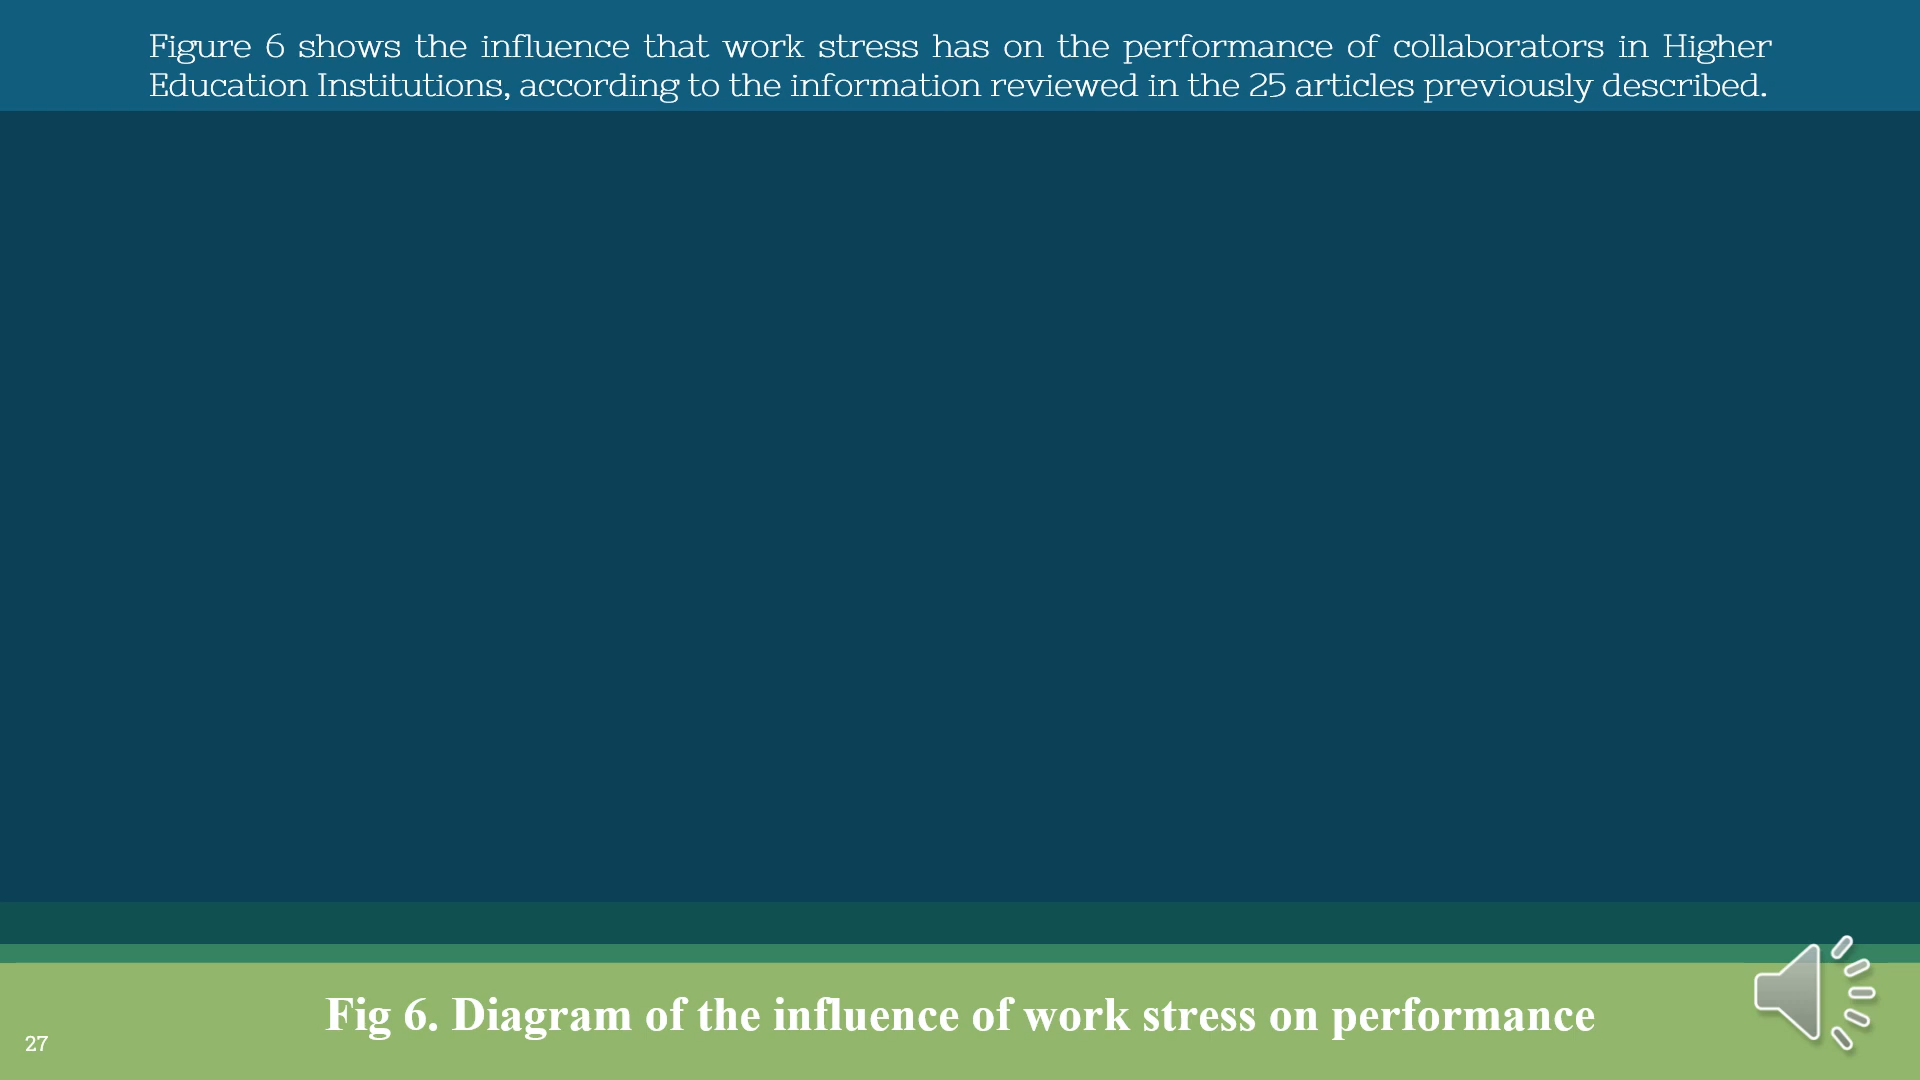 Figure 6 shows the influence that work stress has on the performance of collaborators in Higher
Education Institutions, according to the information reviewed in the 25 articles previously described.
Fig 6. Diagram of the influence of work stress on performance
27